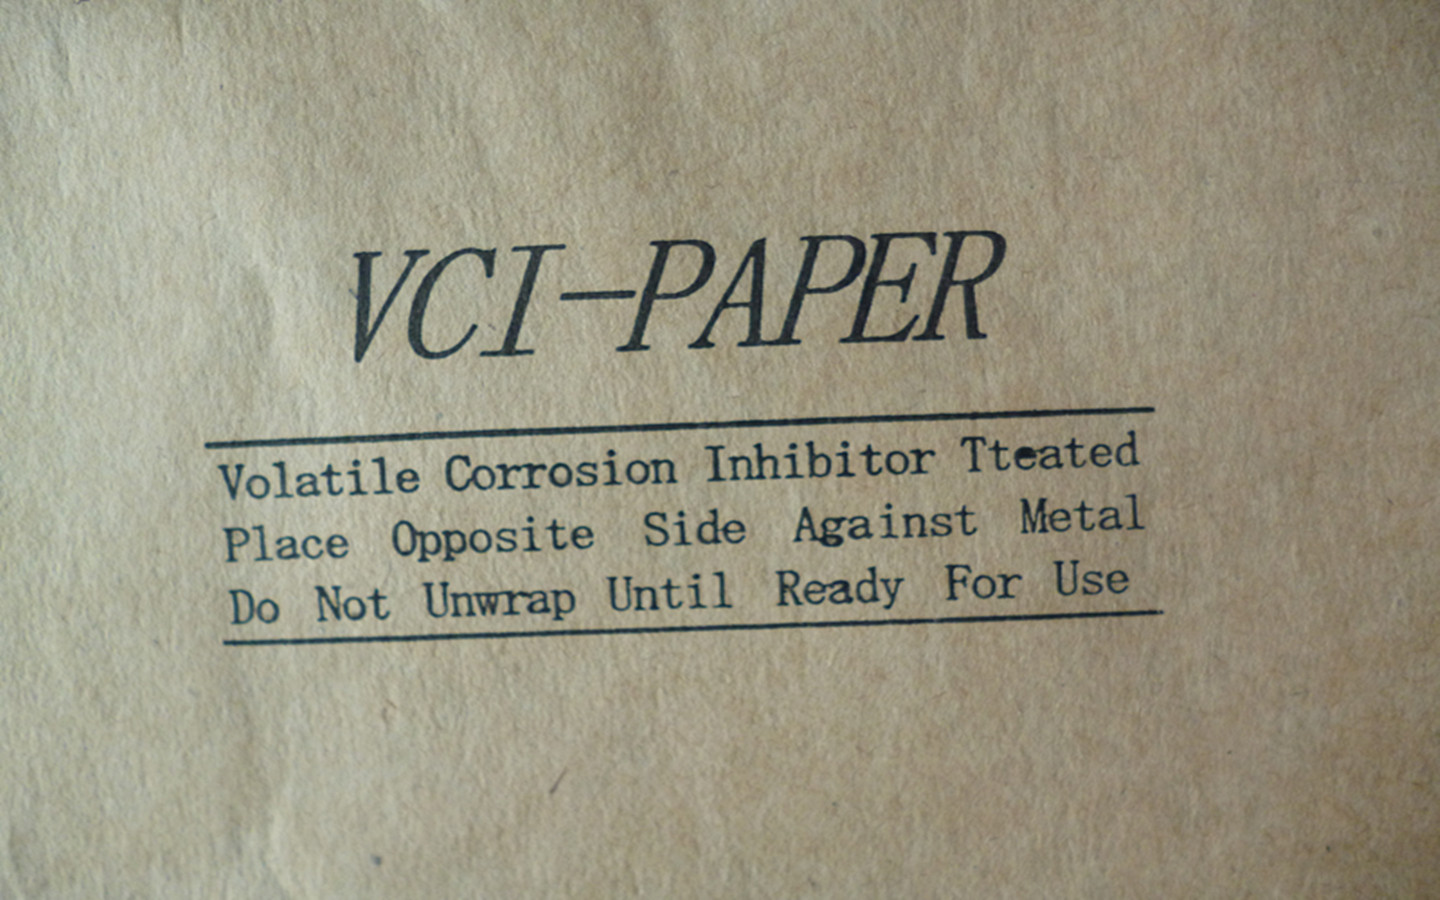 VCI-PAPER
Volatile Corrosion Inhibitor Tteated
Place Opposite Side Against Metal
Do Not Unwrap Until Ready For Use